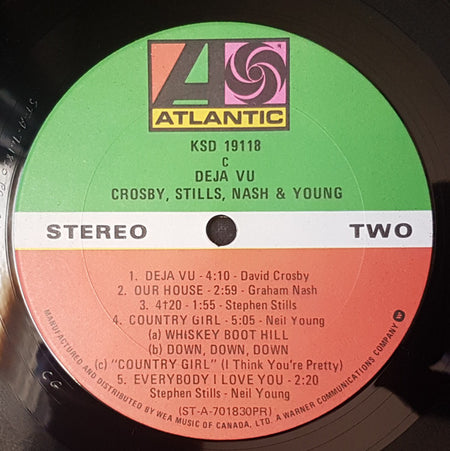 ATLANTIC
KSD 19118
C
DEJA VU
CROSBY, STILLS, NASH & YOUNG
STEREO TWO
1. DEJA VU - 4:10 - David Crosby
2. OUR HOUSE - 2:59 - Graham Nash
3. 4†20 - 1:55 - Stephen Stills
4. COUNTRY GIRL - 5:05 - Neil Young
(a) WHISKEY BOOT HILL
(b) DOWN, DOWN, DOWN
(c) "COUNTRY GIRL" (I Think You're Pretty)
5. EVERYBODY I LOVE YOU - 2:20
Stephen Stills - Neil Young
(ST-A-701830PR)
MANUFACTURED AND DISTRIBUTED BY WEA MUSIC OF CANADA, LTD. A WARNER COMMUNICATIONS COMPANY
CG